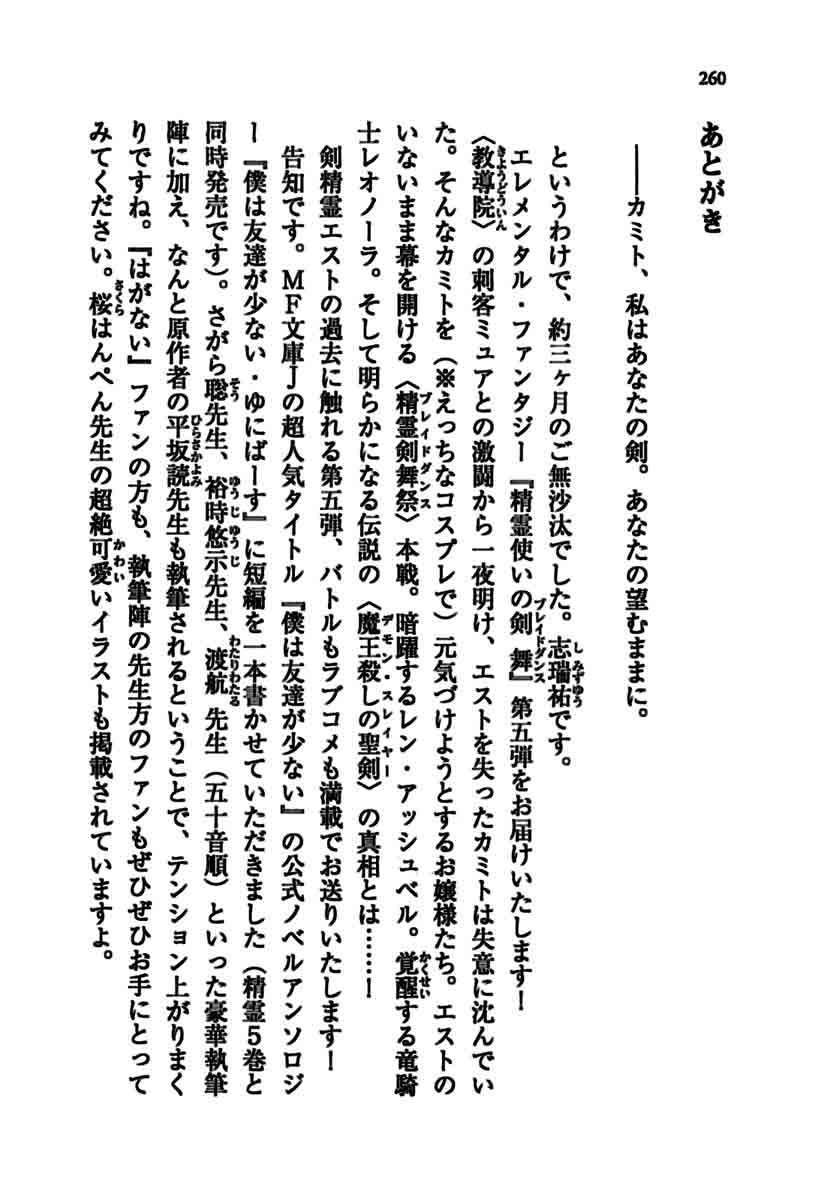 260
あとがき
――カミト、私はあなたの剣。あなたの望むままに。
というわけで、約三ヶ月のご無沙汰でした。志瑞祐です。
エレメンタル・ファンタジー『精霊使いの剣舞』第五弾をお届けいたします！
〈教導院〉の刺客ミュアとの激闘から一夜明け、エストを失ったカミトは失意に沈んでい
た。そんなカミトを（※えっちなコスプレで）元気づけようとするお嬢様たち。エストの
いないまま幕を開ける〈精霊剣舞祭〉本戦。暗躍するレン・アッシュベル。覚醒する竜騎
士レオノーラ。そして明らかになる伝説の〈魔王殺しの聖剣〉の真相とは……！
剣精霊エストの過去に触れる第五弾、バトルもラブコメも満載でお送りいたします！
告知です。ＭＦ文庫Ｊの超人気タイトル『僕は友達が少ない』の公式ノベルアンソロジ
ー『僕は友達が少ない・ゆにばーす』に短編を一本書かせていただきました（精霊５巻と
同時発売です）。さがら聡先生、裕時悠示先生、渡航先生（五十音順）といった豪華執筆
陣に加え、なんと原作者の平坂読先生も執筆されるということで、テンション上がりまく
りですね。『はがない』ファンの方も、執筆陣の先生方のファンもぜひぜひお手にとって
みてください。桜はんぺん先生の超絶可愛いイラストも掲載されていますよ。